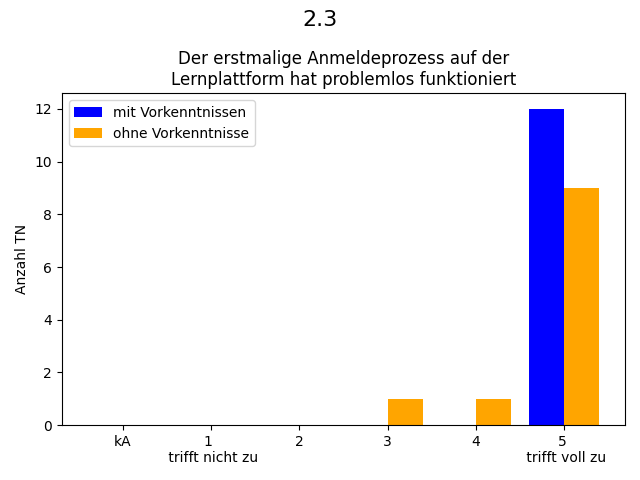 2.3
Der erstmalige Anmeldeprozess auf der
Lernplattform hat problemlos funktioniert
mit Vorkenntnissen
ohne Vorkenntnisse
Anzahl TN
12
10
8
6
4
2
0
kA 1 2 3 4 5
trifft nicht zu trifft voll zu